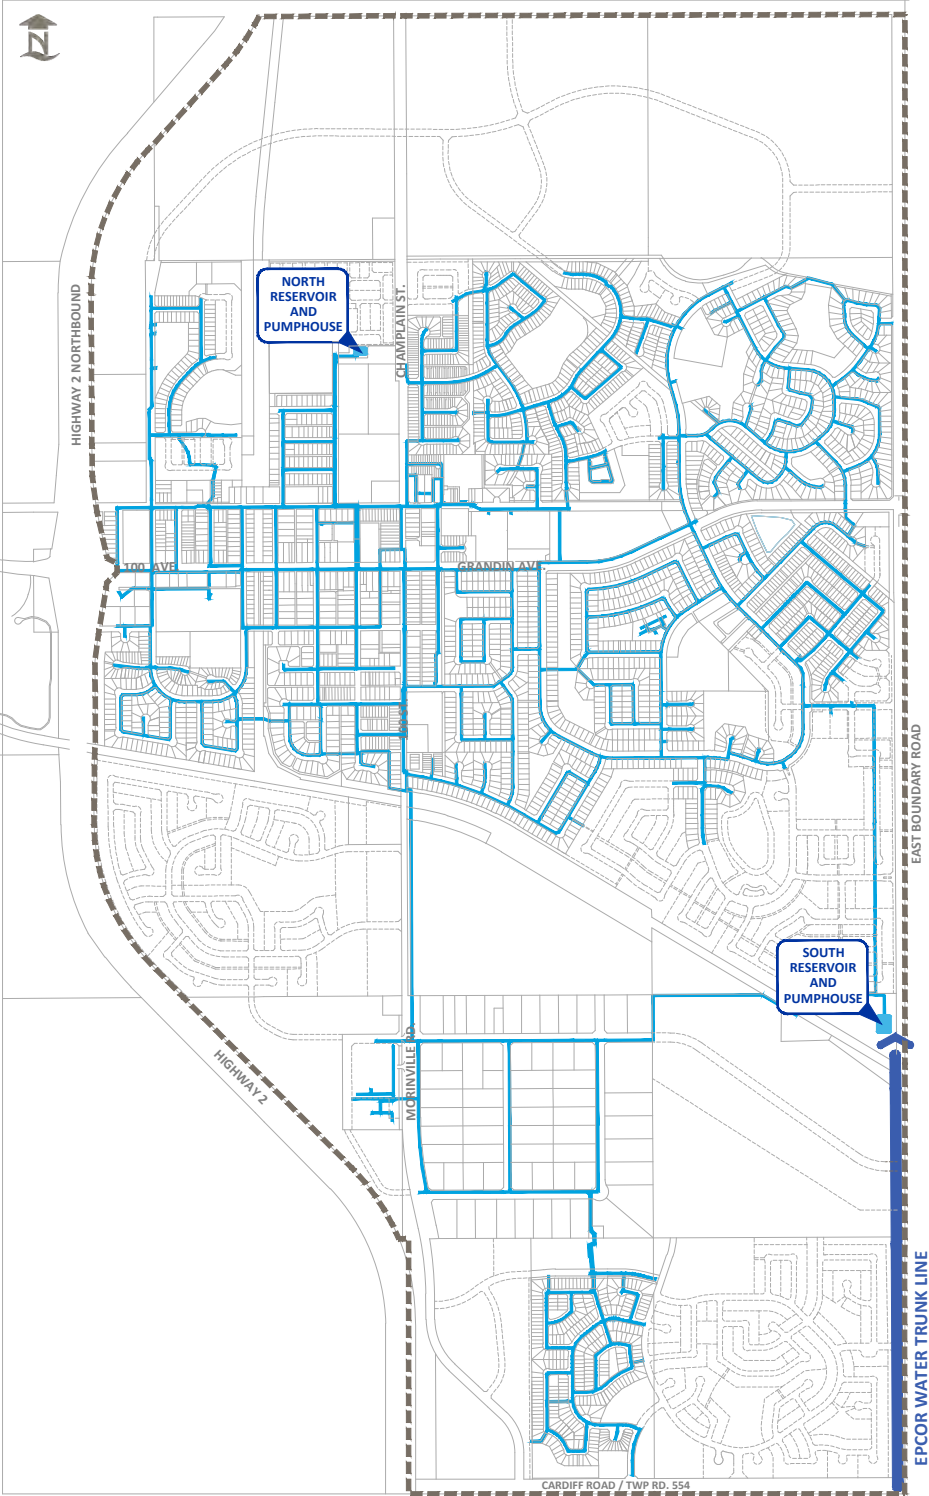 N
NORTH
RESERVOIR
AND
PUMPHOUSE
HIGHWAY 2 NORTHBOUND
CHAMPLAIN ST.
100 AVE
GRANDIN AVE.
EAST BOUNDARY ROAD
SOUTH
RESERVOIR
AND
PUMPHOUSE
HIGHWAY 2
MORINVILLE RD.
EPCOR WATER TRUNK LINE
CARDIFF ROAD / TWP RD. 554